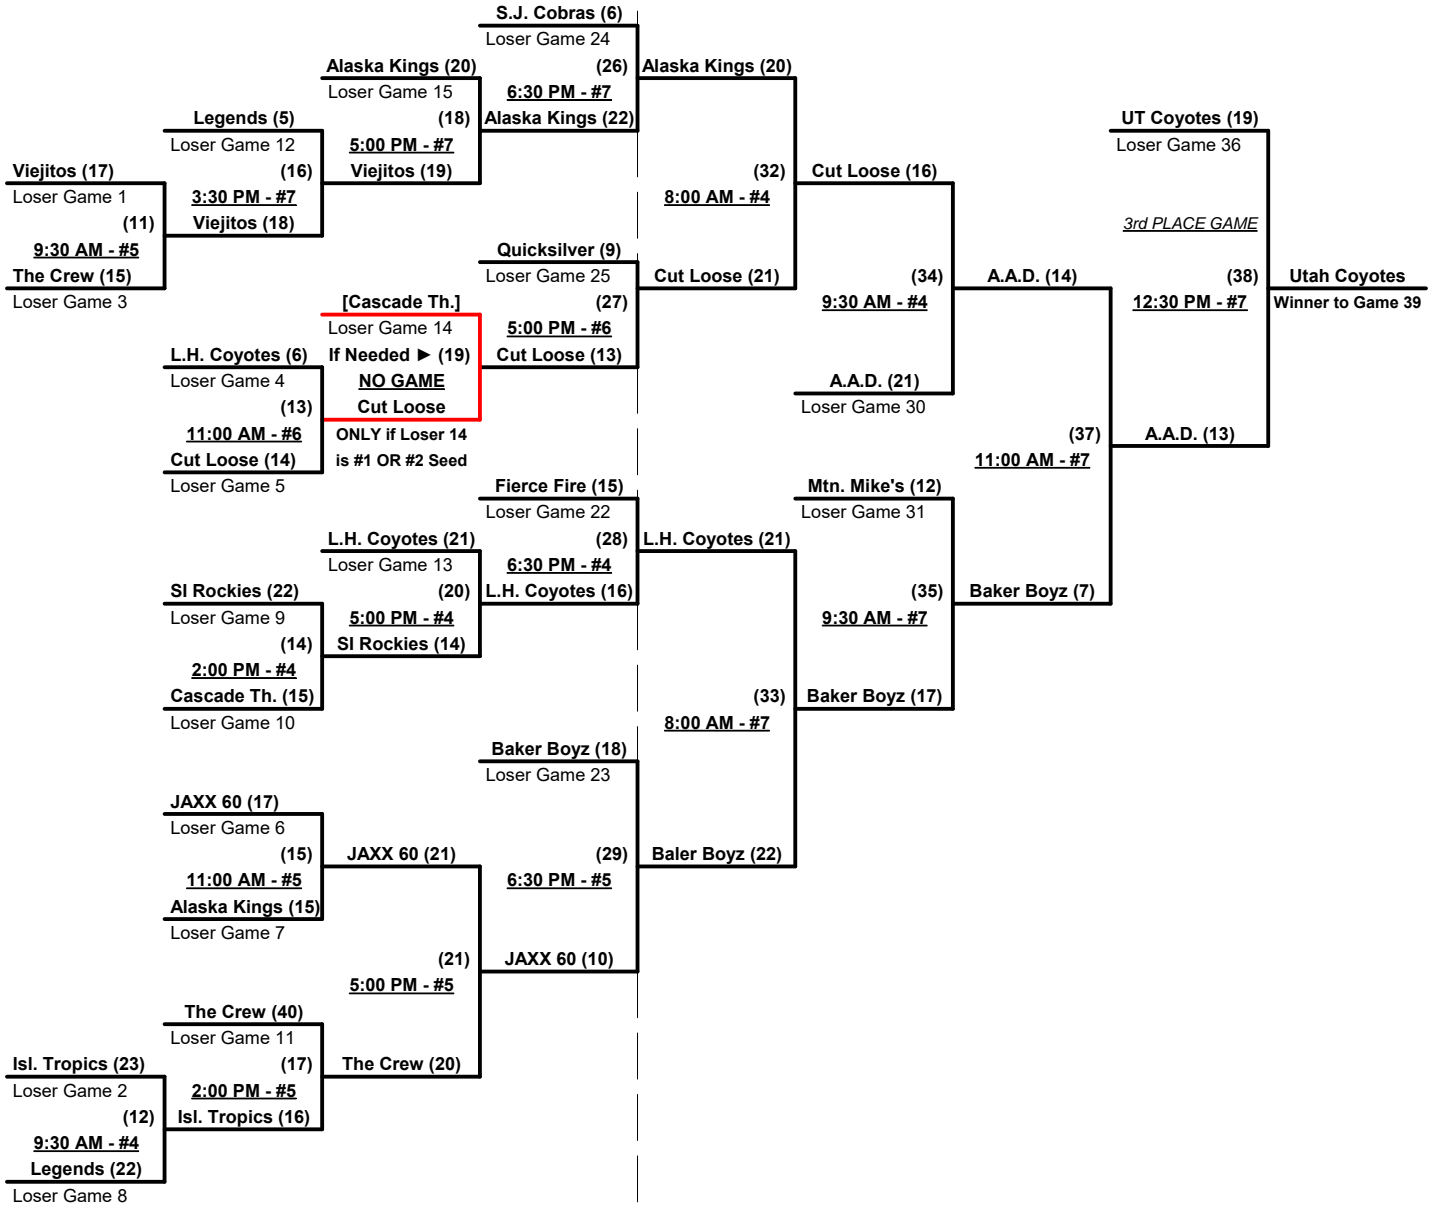 S.J. Cobras (6)
Loser Game 24
Alaska Kings (20)
(26)
Alaska Kings (20)
Loser Game 15
6:30 PM - #7
Legends (5)
(18)
Alaska Kings (22)
UT Coyotes (19)
Loser Game 12
5:00 PM - #7
Loser Game 36
Viejitos (17)
(16)
Viejitos (19)
(32)
Cut Loose (16)
Loser Game 1
3:30 PM - #7
8:00 AM - #4
(11)
Viejitos (18)
3rd PLACE GAME
9:30 AM - #5
Quicksilver (9)
The Crew (15)
Loser Game 25
Cut Loose (21)
(34)
A.A.D. (14)
(38)
Utah Coyotes
Loser Game 3
[Cascade Th.]
(27)
9:30 AM - #4
12:30 PM - #7
Winner to Game 39
Loser Game 14
5:00 PM - #6
L.H. Coyotes (6)
If Needed ► (19)
Cut Loose (13)
Loser Game 4
NO GAME
A.A.D. (21)
(13)
Cut Loose
Loser Game 30
11:00 AM - #6
ONLY if Loser 14
(37)
A.A.D. (13)
Cut Loose (14)
is #1 OR #2 Seed
11:00 AM - #7
Loser Game 5
Fierce Fire (15)
Mtn. Mike's (12)
Loser Game 22
Loser Game 31
L.H. Coyotes (21)
(28)
L.H. Coyotes (21)
Loser Game 13
6:30 PM - #4
SI Rockies (22)
(20)
L.H. Coyotes (16)
(35)
Baker Boyz (7)
Loser Game 9
5:00 PM - #4
9:30 AM - #7
(14)
SI Rockies (14)
2:00 PM - #4
Cascade Th. (15)
(33)
Baker Boyz (17)
Loser Game 10
8:00 AM - #7
Baker Boyz (18)
Loser Game 23
JAXX 60 (17)
Loser Game 6
(15)
JAXX 60 (21)
(29)
Baler Boyz (22)
11:00 AM - #5
6:30 PM - #5
Alaska Kings (15)
Loser Game 7
(21)
JAXX 60 (10)
5:00 PM - #5
The Crew (40)
Loser Game 11
Isl. Tropics (23)
(17)
The Crew (20)
Loser Game 2
2:00 PM - #5
(12)
Isl. Tropics (16)
9:30 AM - #4
Legends (22)
Loser Game 8